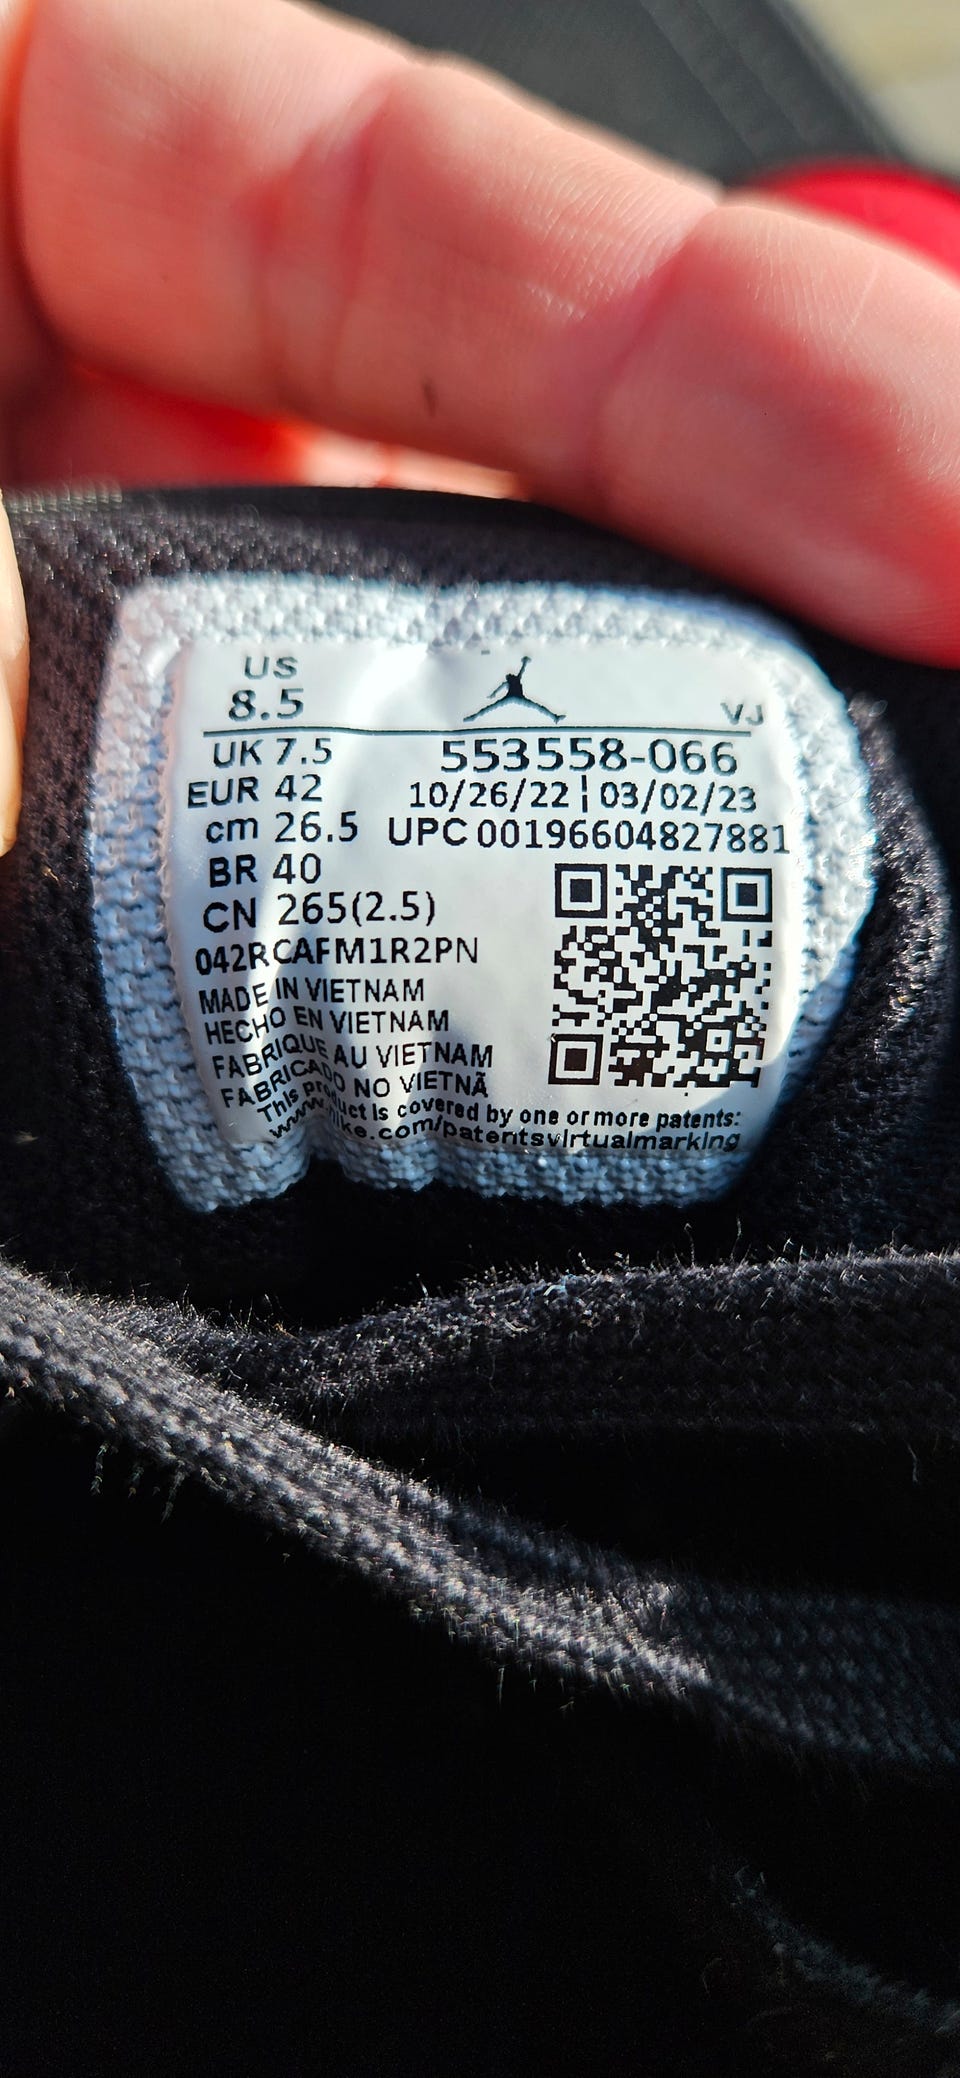 US
8.5
VJ
UK 7.5
553558-066
EUR 42
10/26/22 | 03/02/23
cm 26.5
UPC 00196604827881
BR 40
CN 265(2.5)
042RCAFM1R2PN
MADE IN VIETNAM
HECHO EN VIETNAM
FABRIQUE AU VIETNAM
FABRICADO NO VIETNÃ
This product is covered by one or more patents:
www.nike.com/patentsvirtualmarking